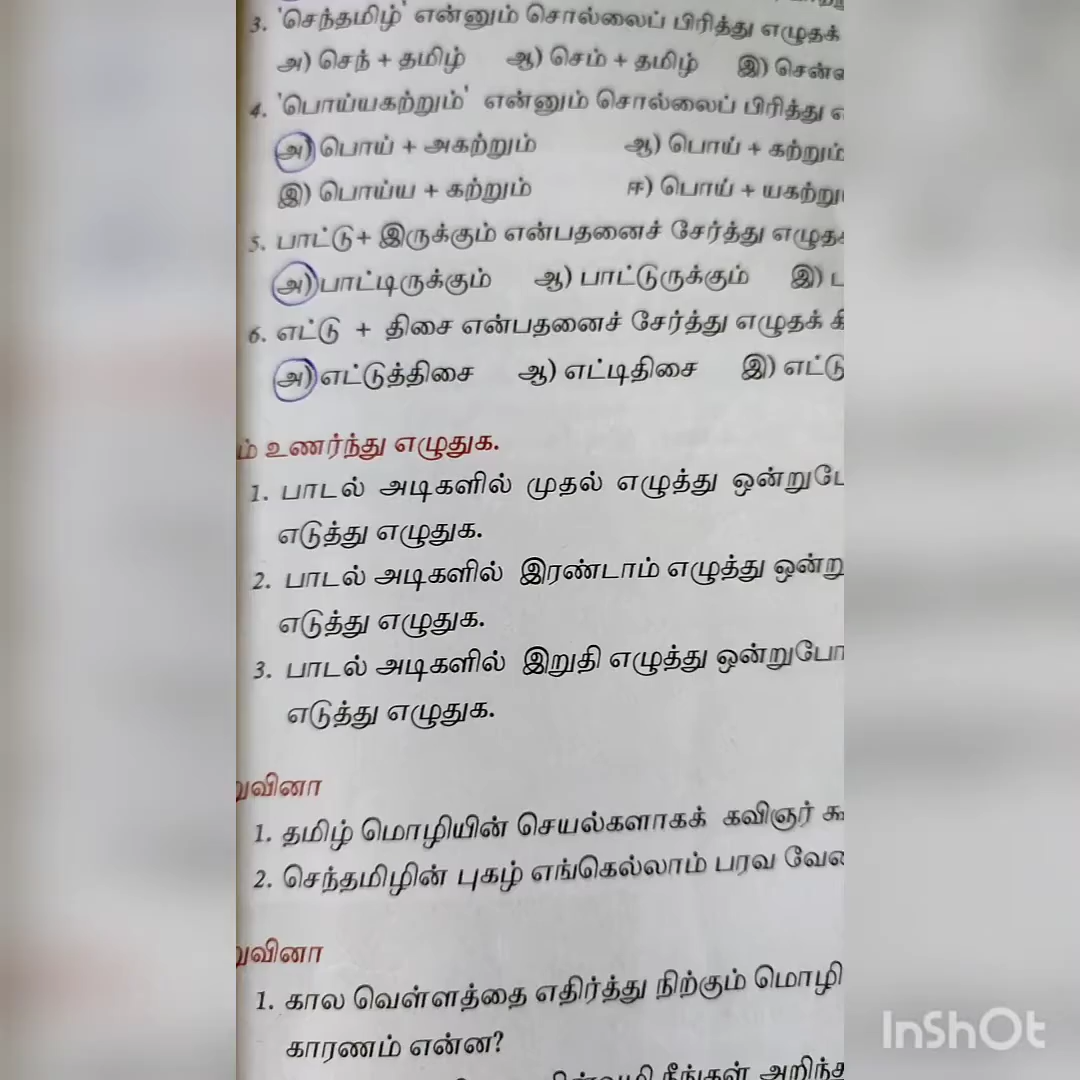 3. 'செந்தமிழ்' என்னும் சொல்லைப் பிரித்து எழுதக்
அ) செந் + தமிழ் ஆ) செம் + தமிழ் இ)
4. 'பொய்யகற்றும்' என்னும் சொல்லைப் பிரித்து
அ) பொய் + அகற்றும் ஆ) பொய் + கற்றும்
இ) பொய்ய + கற்றும் ஈ) பொய் +
5. பாட்டு+ இருக்கும் என்பதனைச் சேர்த்து
அ) பாட்டிருக்கும் ஆ) பாட்டுருக்கும் இ)
6. எட்டு + திசை என்பதனைச் சேர்த்து எழுதக்
அ) எட்டுத்திசை ஆ) எட்டிதிசை இ) எட்டு
உணர்ந்து எழுதுக.
1. பாடல் அடிகளில் முதல் எழுத்து
எடுத்து எழுதுக.
2. பாடல் அடிகளில் இரண்டாம் எழுத்து
எடுத்து எழுதுக.
3. பாடல் அடிகளில் இறுதி எழுத்து
எடுத்து எழுதுக.
1. தமிழ் மொழியின் செயல்களாகக் கவிஞர்
2. செந்தமிழின் புகழ் எங்கெல்லாம் பரவ
1. கால வெள்ளத்தை எதிர்த்து நிற்கும் மொழி
காரணம் என்ன?
நீங்கள்
InShOt